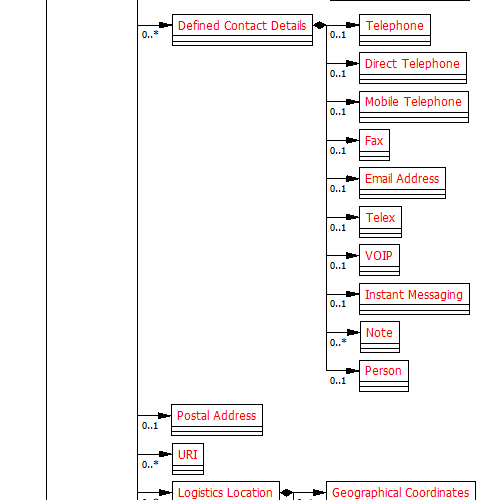 Defined Contact Details
0..*
Telephone
0..1
Direct Telephone
0..1
Mobile Telephone
0..1
Fax
0..1
Email Address
0..1
Telex
0..1
VOIP
0..1
Instant Messaging
0..1
Note
0..*
Person
0..1
Postal Address
0..1
URI
0..*
Logistics Location
Geographical Coordinates